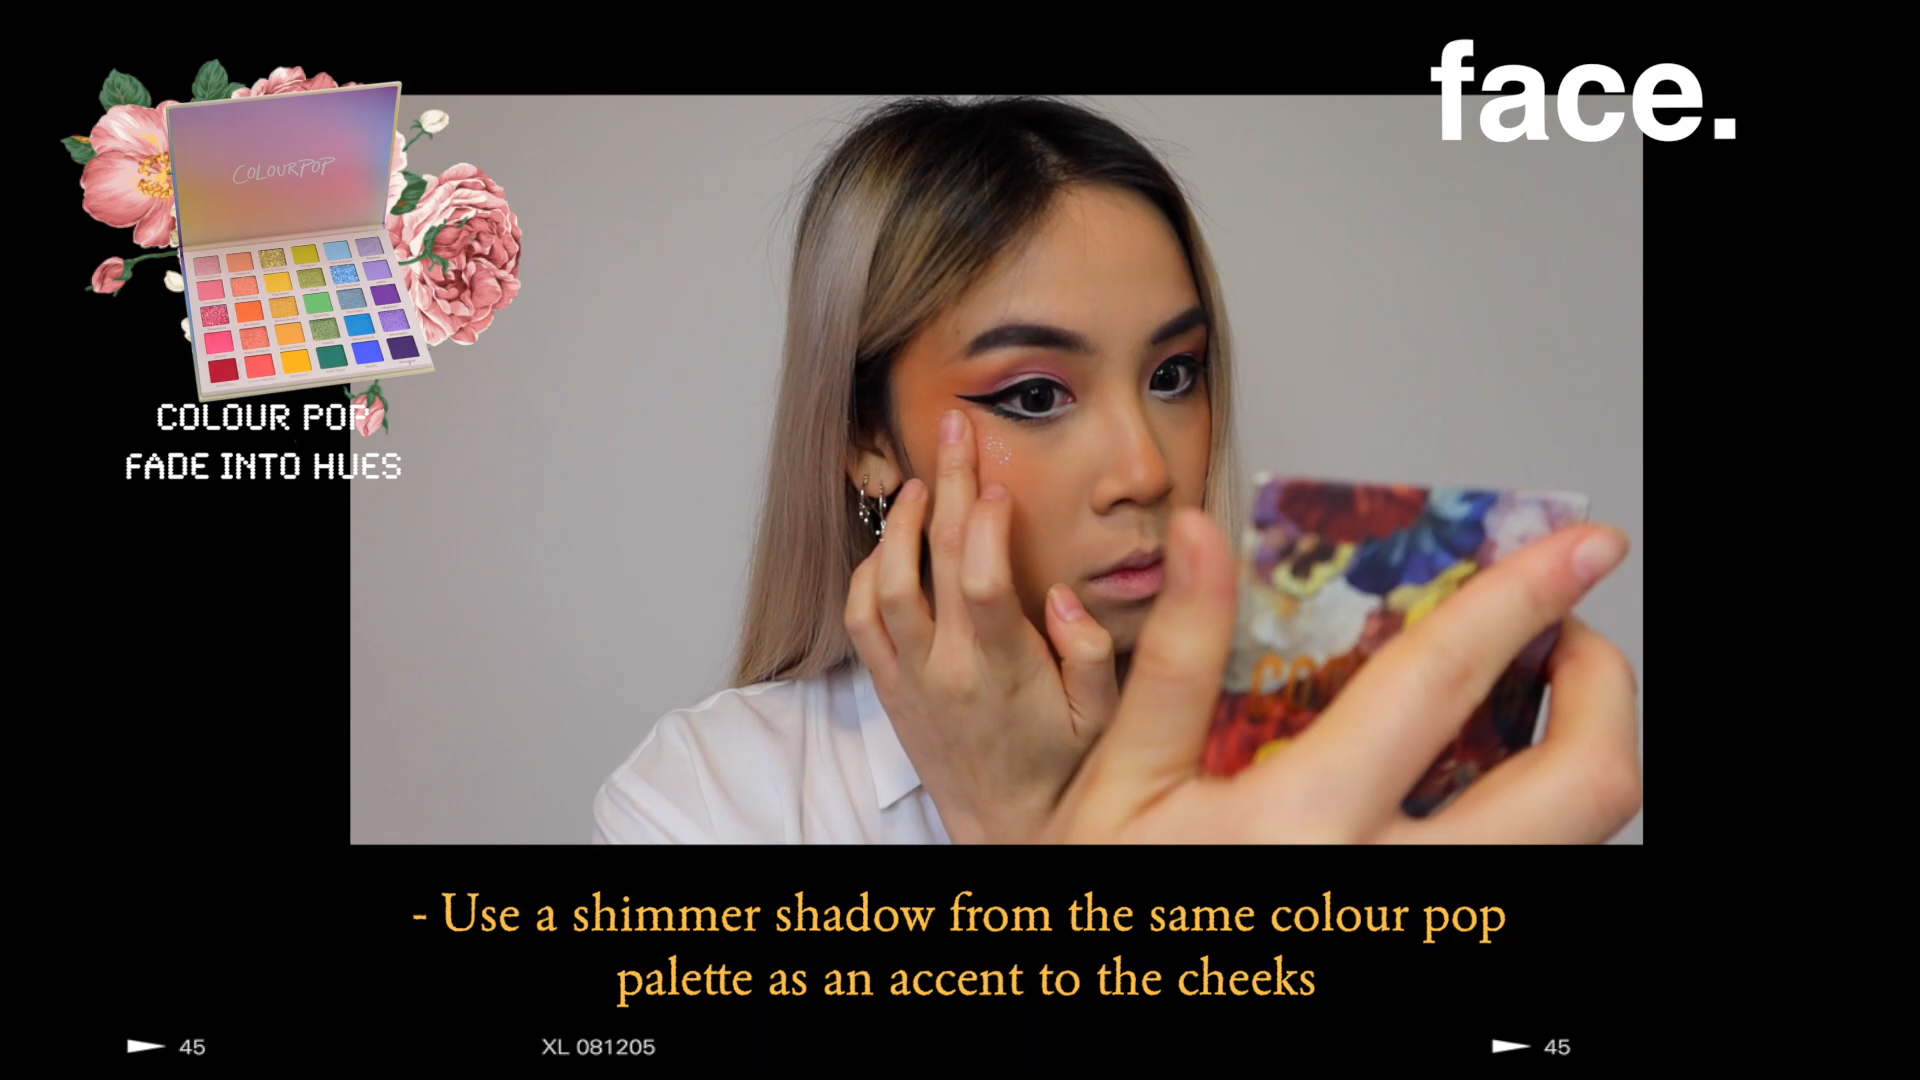 face.
COLOURPOP
COLOUR POP
FADE INTO HUES
- Use a shimmer shadow from the same colour pop
palette as an accent to the cheeks
45
XL 081205
45